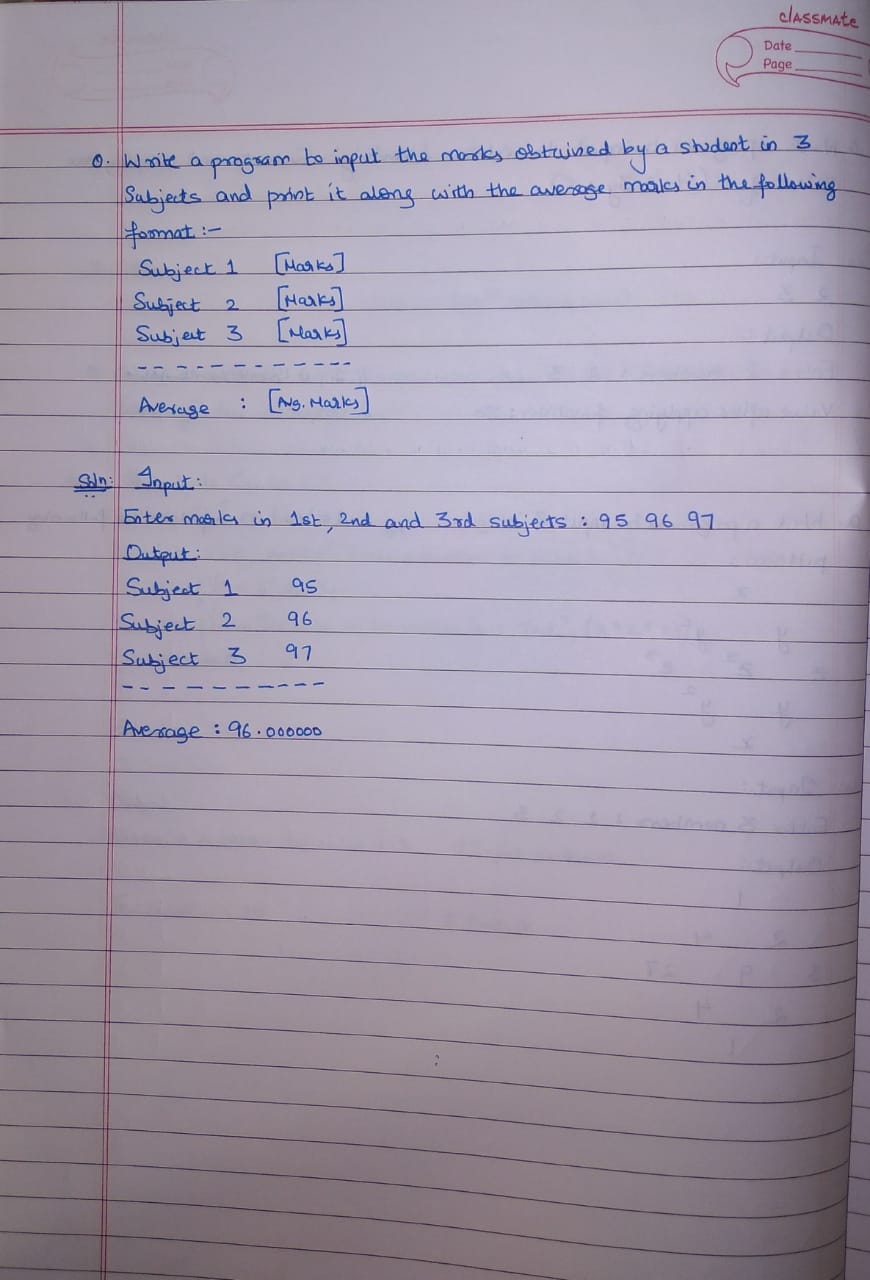 classmate
Date
Page
Q. Write a program to input the marks obtained by a student in 3
Subjects and print it along with the average marks in the following
format :-
Subject 1 [Marks]
Subject 2 [Marks]
Subject 3 [Marks]
------------
Average : [Avg. Marks]
Soln: Input:
Enter marks in 1st, 2nd and 3rd subjects : 95 96 97
Output:
Subject 1 95
Subject 2 96
Subject 3 97
----------
Average : 96.000000